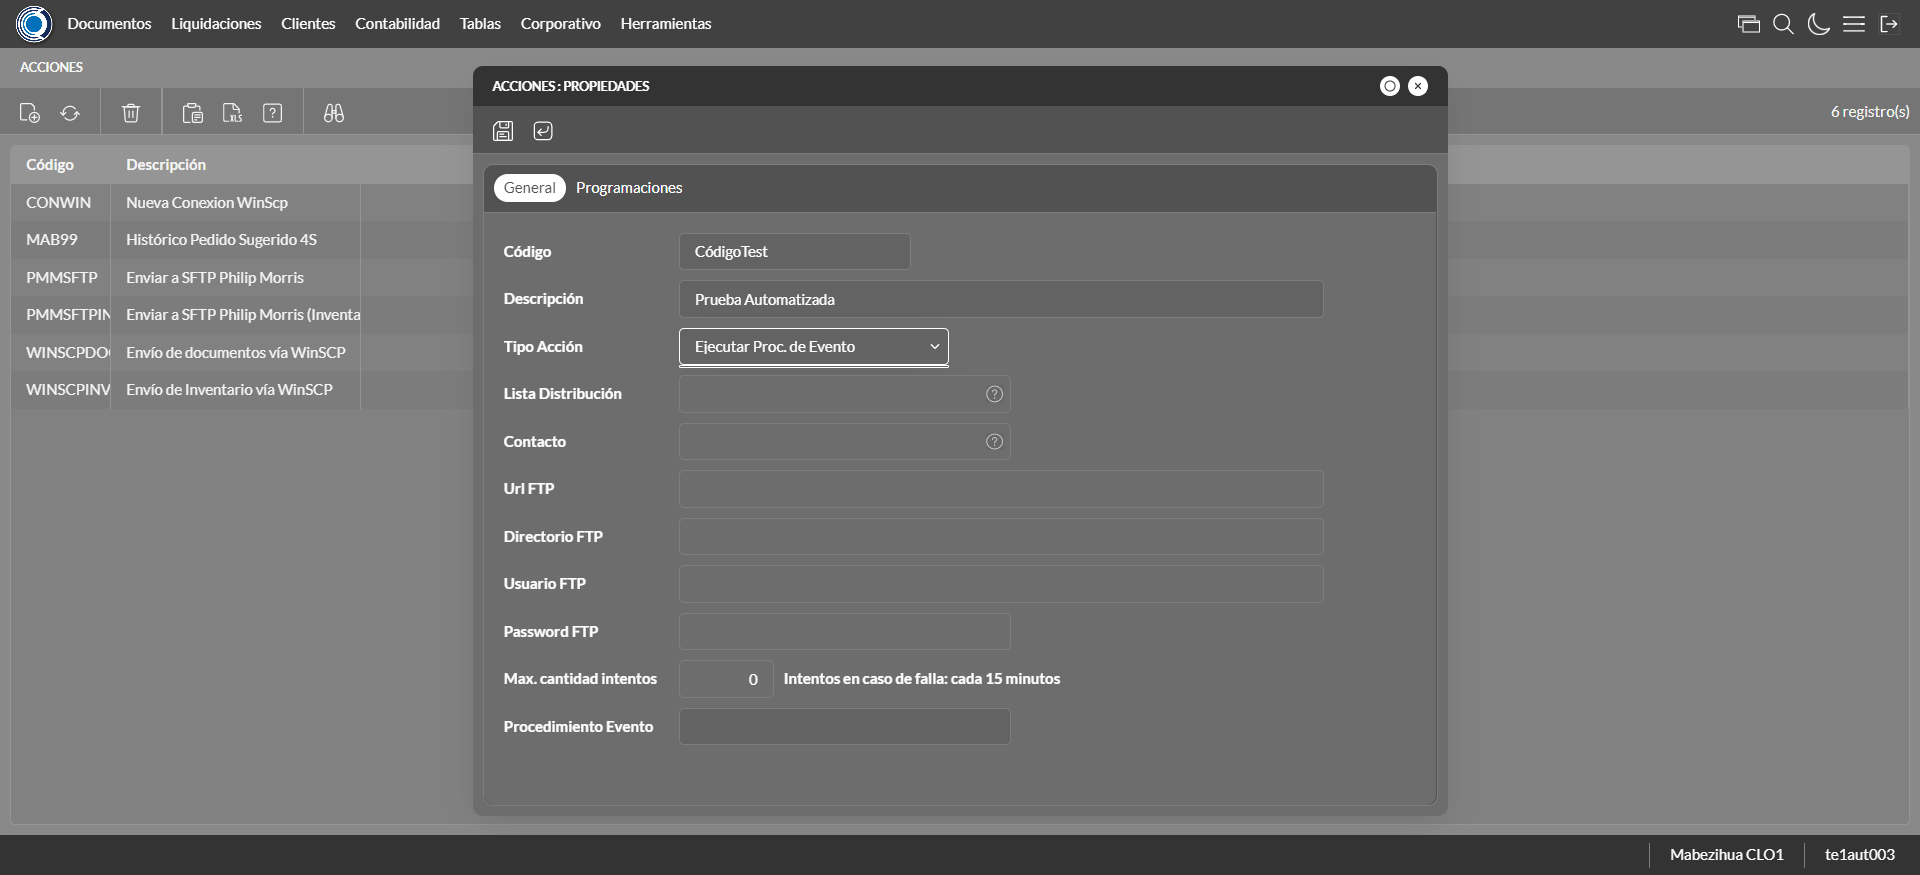 Documentos Liquidaciones Clientes Contabilidad Tablas Corporativo Herramientas
ACCIONES
XLS
6 registro(s)
Código Descripción
CONWIN Nueva Conexion WinScp
MAB99 Histórico Pedido Sugerido 4S
PMMSFTP Enviar a SFTP Philip Morris
PMMSFTPIN Enviar a SFTP Philip Morris (Inventa
WINSCPDO Envío de documentos vía WinSCP
WINSCPINV Envío de Inventario vía WinSCP
ACCIONES : PROPIEDADES
General Programaciones
Código CódigoTest
Descripción Prueba Automatizada
Tipo Acción Ejecutar Proc. de Evento
Lista Distribución
Contacto
Url FTP
Directorio FTP
Usuario FTP
Password FTP
Max. cantidad intentos 0 Intentos en caso de falla: cada 15 minutos
Procedimiento Evento
Mabezihua CLO1 te1aut003